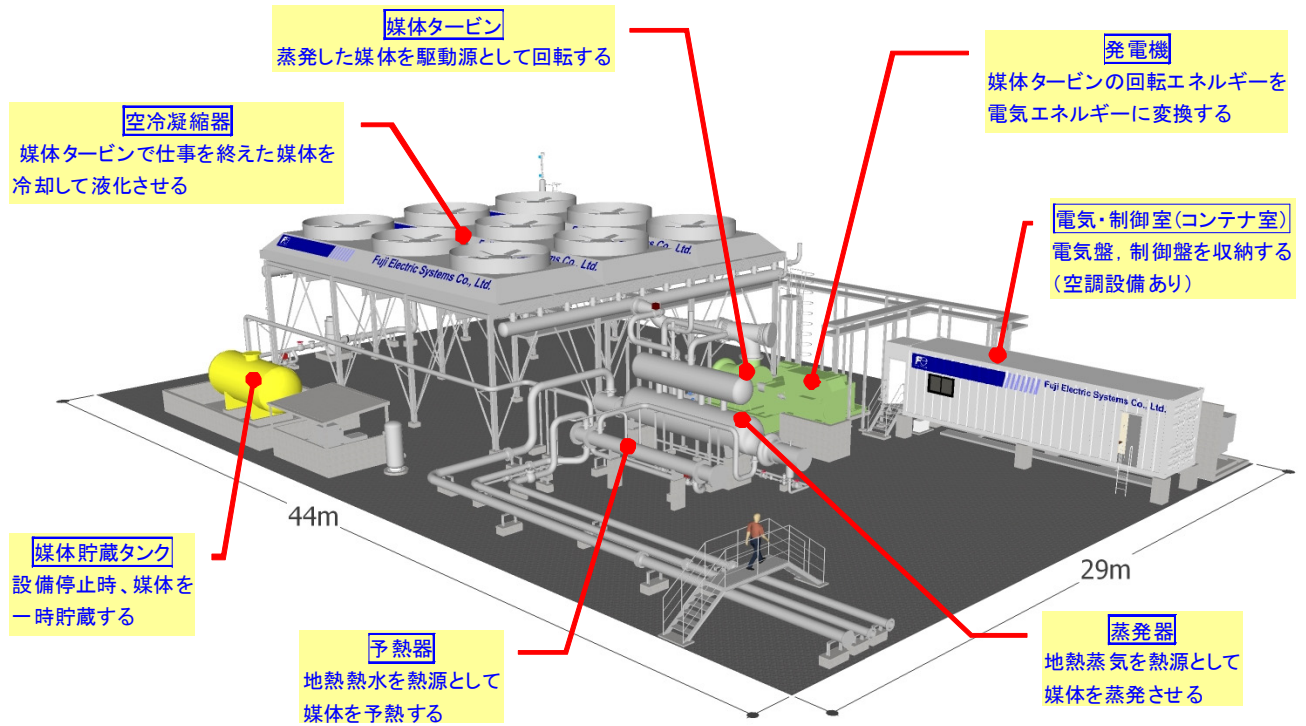 媒体タービン
蒸発した媒体を駆動源として回転する
発電機
媒体タービンの回転エネルギーを
電気エネルギーに変換する
空冷凝縮器
媒体タービンで仕事を終えた媒体を
冷却して液化させる
電気・制御室(コンテナ室)
電気盤, 制御盤を収納する
(空調設備あり)
Fuji Electric Systems Co., Ltd.
Fuji Electric Systems Co., Ltd.
44m
29m
媒体貯蔵タンク
設備停止時、媒体を
一時貯蔵する
予熱器
地熱熱水を熱源として
媒体を予熱する
蒸発器
地熱蒸気を熱源として
媒体を蒸発させる